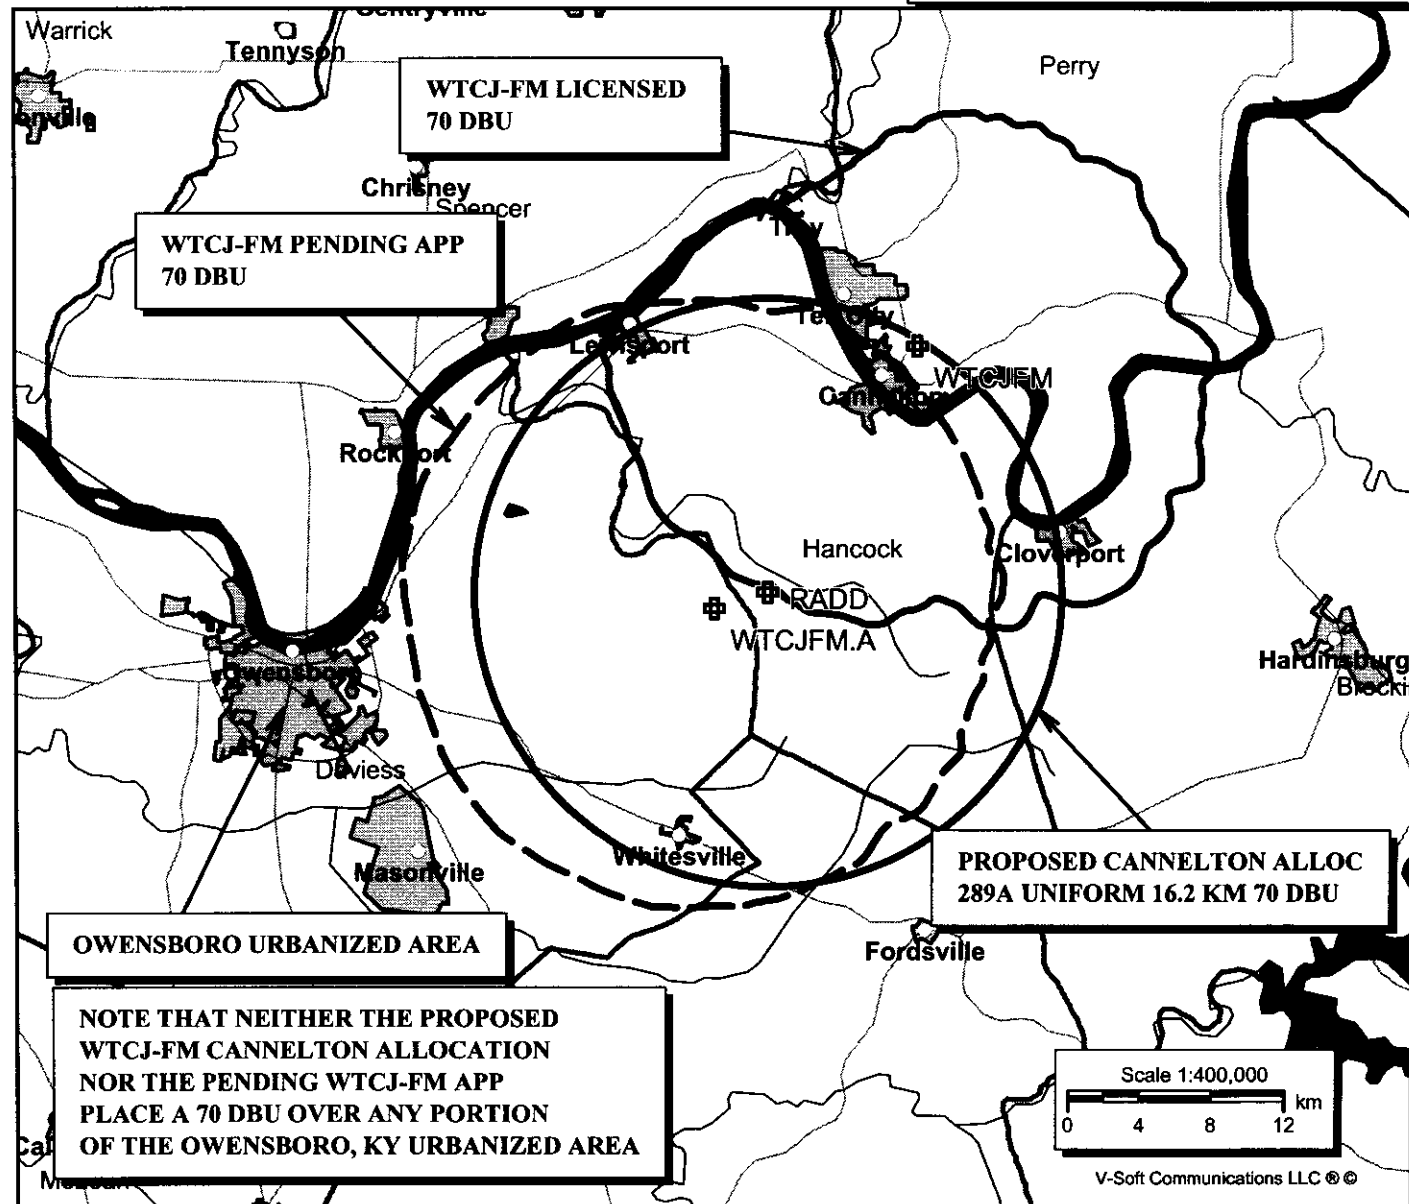 Warrick
Tennyson
WTCJ-FM LICENSED
70 DBU
Perry
Chrisney
Spencer
WTCJ-FM PENDING APP
70 DBU
Troy
Tell City
Lewisport
WTCJFM
Cannelton
Rockport
Hancock
Cloverport
RADD
WTCJFM.A
Owensboro
Hardinsburg
Daviess
Whitesville
Masonville
PROPOSED CANNELTON ALLOC
289A UNIFORM 16.2 KM 70 DBU
OWENSBORO URBANIZED AREA
Fordsville
NOTE THAT NEITHER THE PROPOSED
WTCJ-FM CANNELTON ALLOCATION
NOR THE PENDING WTCJ-FM APP
PLACE A 70 DBU OVER ANY PORTION
OF THE OWENSBORO, KY URBANIZED AREA
Scale 1:400,000
km
0 4 8 12
V-Soft Communications LLC ® ©